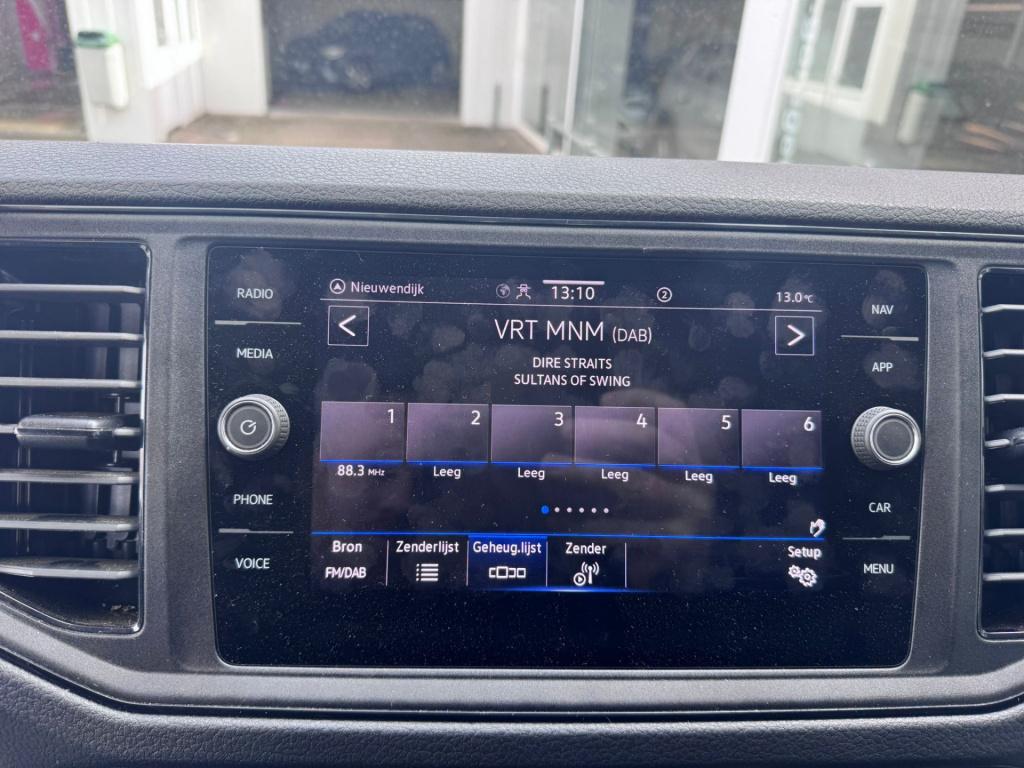 RADIO
MEDIA
PHONE
VOICE
Nieuwendijk
13:10
2
13.0°C
<
VRT MNM (DAB)
>
DIRE STRAITS
SULTANS OF SWING
1 2 3 4 5 6
88.3 MHz Leeg Leeg Leeg Leeg Leeg
Bron Zenderlijst Geheug.lijst Zender Setup
FM/DAB
NAV
APP
CAR
MENU